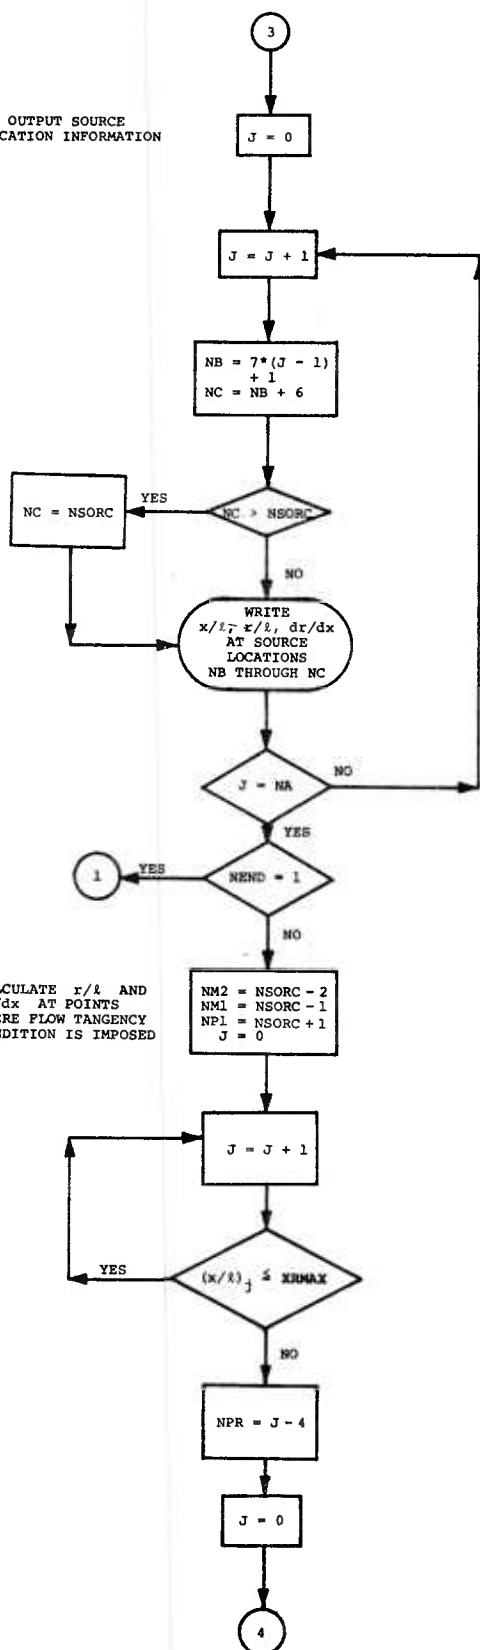 3
OUTPUT SOURCE
CATION INFORMATION
J = 0
J = J + 1
NB = 7*(J - 1)
+ 1
NC = NB + 6
NC > NSORC
YES
NC = NSORC
NO
WRITE
x/ℓ, r/ℓ, dr/dx
AT SOURCE
LOCATIONS
NB THROUGH NC
J = NA
NO
YES
NEND = 1
YES
1
NO
LCULATE r/ℓ AND
/dx AT POINTS
ERE FLOW TANGENCY
NDITION IS IMPOSED
NM2 = NSORC-2
NM1 = NSORC-1
NP1 = NSORC+1
J = 0
J = J + 1
(x/ℓ)j ≤ XRMAX
YES
NO
NPR = J-4
J = 0
4